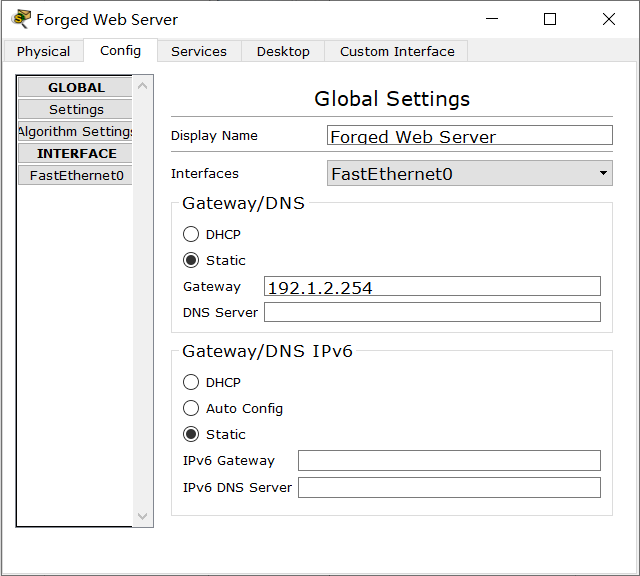 Forged Web Server
Physical Config Services Desktop Custom Interface
GLOBAL
Settings
Algorithm Settings
INTERFACE
FastEthernet0
Global Settings
Display Name Forged Web Server
Interfaces FastEthernet0
Gateway/DNS
DHCP
Static
Gateway 192.1.2.254
DNS Server
Gateway/DNS IPv6
DHCP
Auto Config
Static
IPv6 Gateway
IPv6 DNS Server